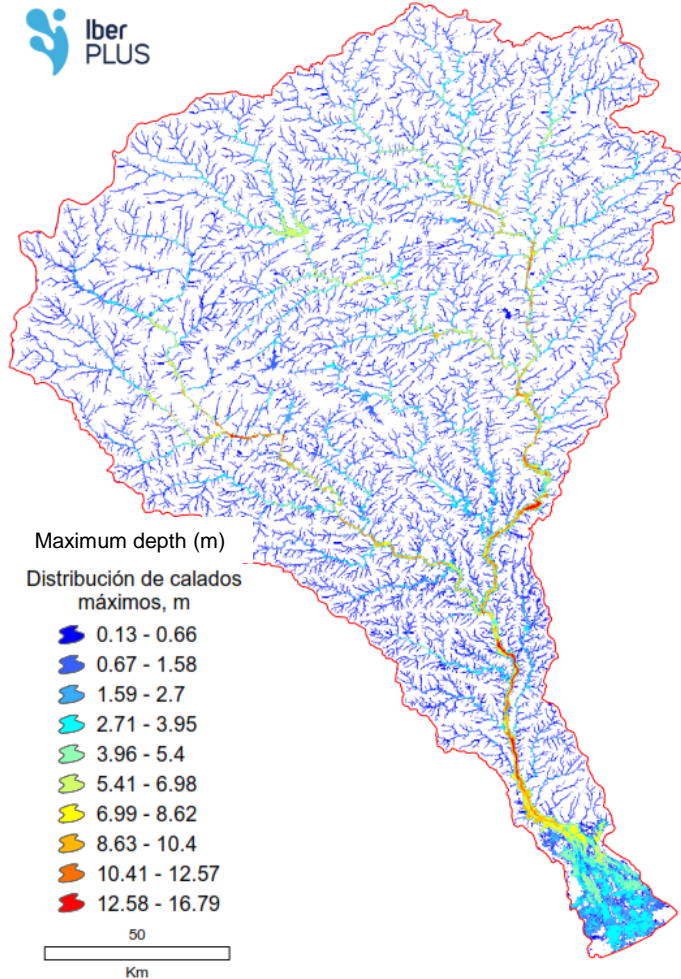 Iber
PLUS
Maximum depth (m)
Distribución de calados
máximos, m
0.13 - 0.66
0.67 - 1.58
1.59 - 2.7
2.71 - 3.95
3.96 - 5.4
5.41 - 6.98
6.99 - 8.62
8.63 - 10.4
10.41 - 12.57
12.58 - 16.79
50
Km